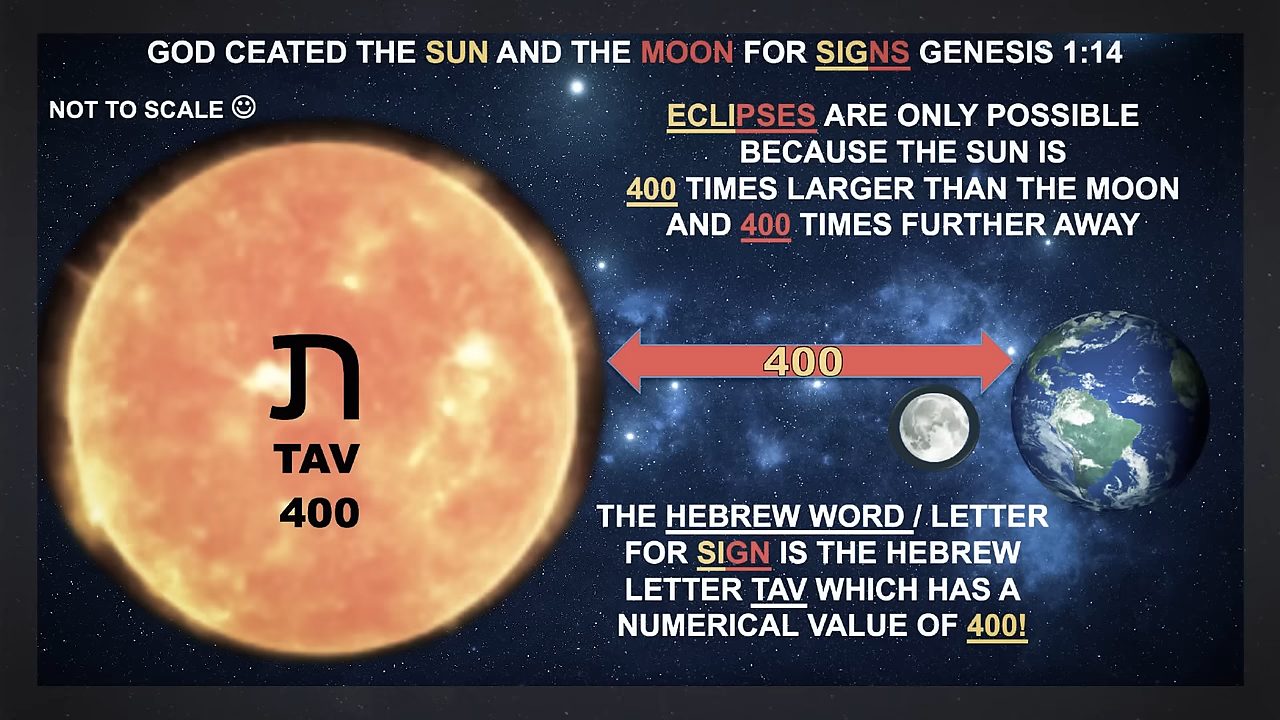 GOD CEATED THE SUN AND THE MOON FOR SIGNS GENESIS 1:14
NOT TO SCALE ☺
ECLIPSES ARE ONLY POSSIBLE
BECAUSE THE SUN IS
400 TIMES LARGER THAN THE MOON
AND 400 TIMES FURTHER AWAY
400
ת
TAV
400
THE HEBREW WORD / LETTER
FOR SIGN IS THE HEBREW
LETTER TAV WHICH HAS A
NUMERICAL VALUE OF 400!